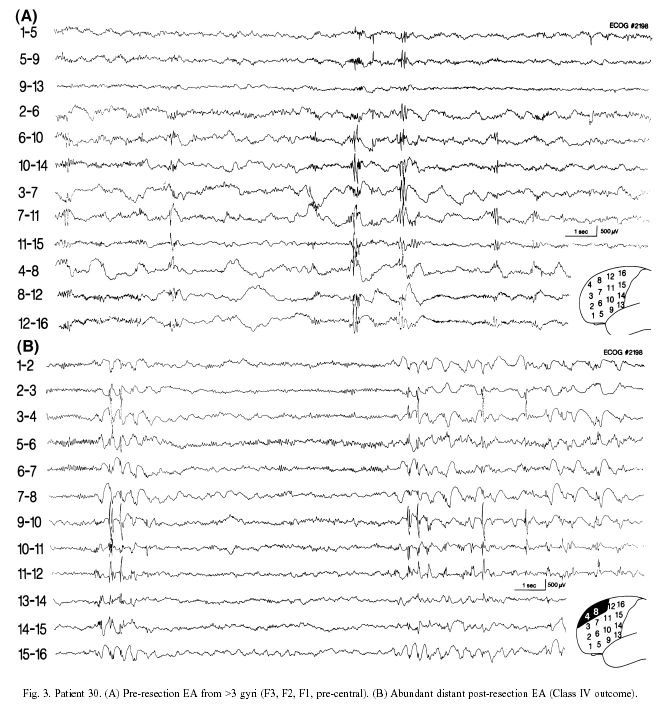 (A)
ECOG #2198
1-5
5-9
9-13
2-6
6-10
10-14
3-7
7-11
1 sec 500 µV
11-15
4-8
8-12
12-16
4 8 12 16
3 7 11 15
2 6 10 14
1 5 9 13
(B)
ECOG #2198
1-2
2-3
3-4
5-6
6-7
7-8
9-10
10-11
11-12
1 sec 500 µV
13-14
14-15
15-16
4 8 12 16
3 7 11 15
2 6 10 14
1 5 9 13
Fig. 3. Patient 30. (A) Pre-resection EA from >3 gyri (F3, F2, F1, pre-central). (B) Abundant distant post-resection EA (Class IV outcome).